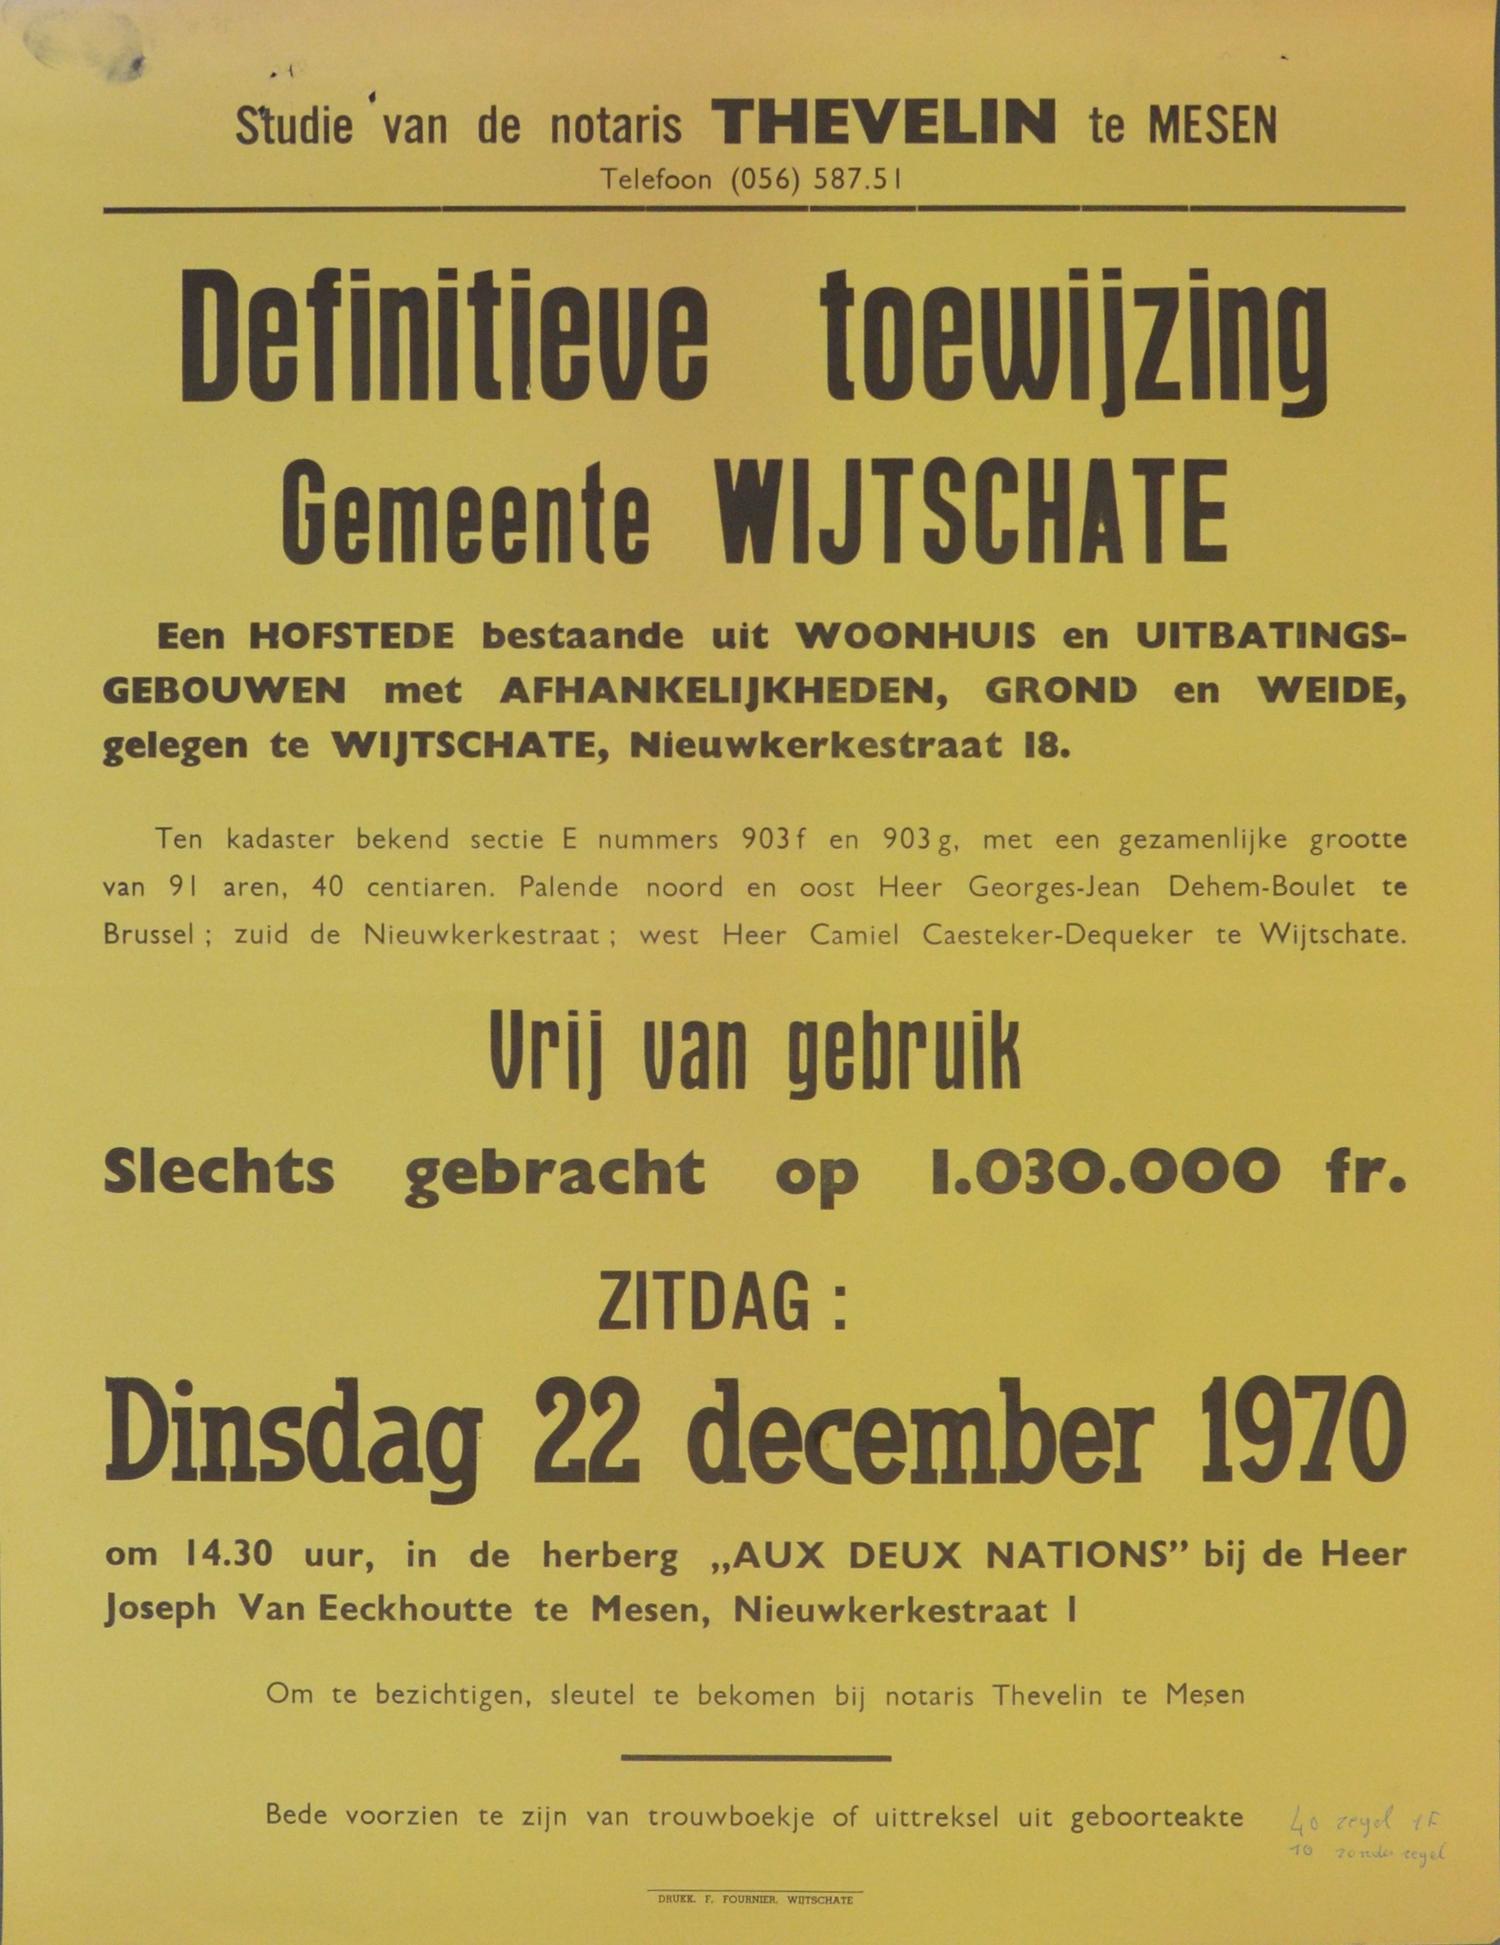 Studie van de notaris THEVELIN te MESEN
Telefoon (056) 587.51
Definitieve toewijzing
Gemeente WIJTSCHATE
Een HOFSTEDE bestaande uit WOONHUIS en UITBATINGS-
GEBOUWEN met AFHANKELIJKHEDEN, GROND en WEIDE,
gelegen te WIJTSCHATE, Nieuwkerkestraat 18.
Ten kadaster bekend sectie E nummers 903f en 903g, met een gezamenlijke grootte
van 91 aren, 40 centiaren. Palende noord en oost Heer Georges-Jean Dehem-Boulet te
Brussel ; zuid de Nieuwkerkestraat ; west Heer Camiel Caesteker-Dequeker te Wijtschate.
Vrij van gebruik
Slechts gebracht op 1.030.000 fr.
ZITDAG :
Dinsdag 22 december 1970
om 14.30 uur, in de herberg „AUX DEUX NATIONS” bij de Heer
Joseph Van Eeckhoutte te Mesen, Nieuwkerkestraat 1
Om te bezichtigen, sleutel te bekomen bij notaris Thevelin te Mesen
Bede voorzien te zijn van trouwboekje of uittreksel uit geboorteakte
40 zegel 1F
10 zonder zegel
DRUKK. F. FOURNIER, WIJTSCHATE